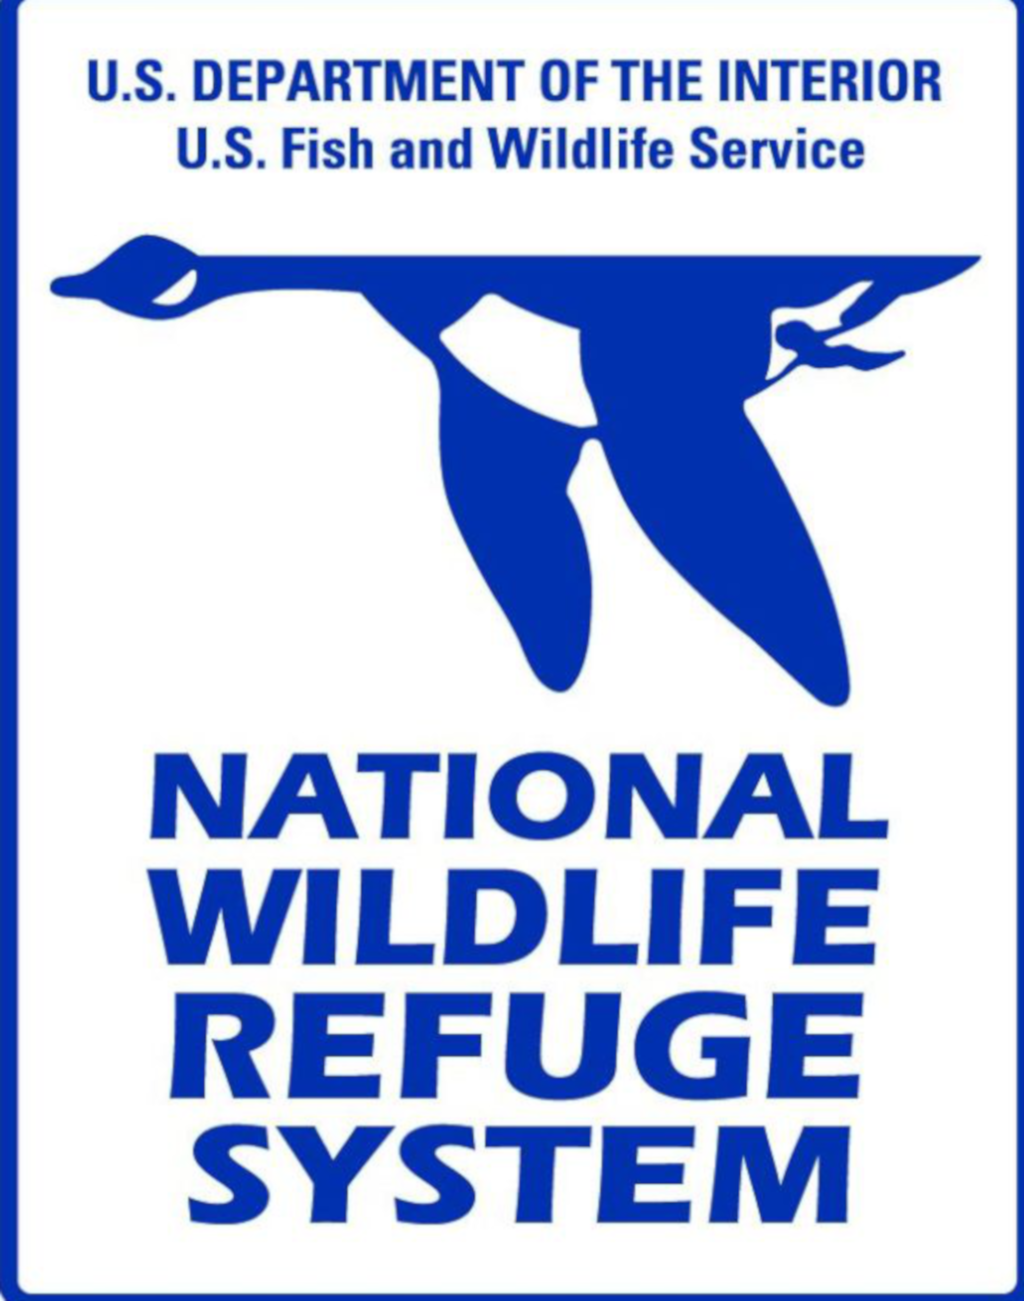 U.S. DEPARTMENT OF THE INTERIOR
U.S. Fish and Wildlife Service
NATIONAL
WILDLIFE
REFUGE
SYSTEM